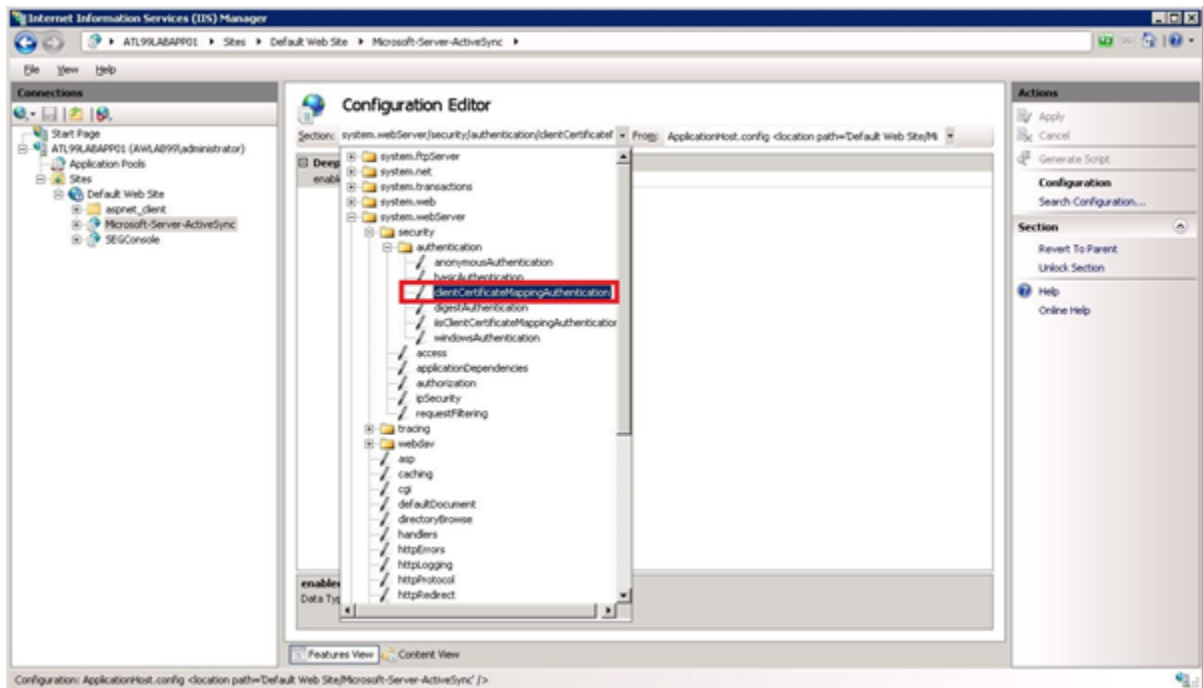 Internet Information Services (IIS) Manager
ATL99LABAPP01 ▸ Sites ▸ Default Web Site ▸ Microsoft-Server-ActiveSync ▸
File View Help
Connections
Start Page
ATL99LABAPP01 (AWLAB99\administrator)
Application Pools
Sites
Default Web Site
aspnet_client
Microsoft-Server-ActiveSync
SEGConsole
Configuration Editor
Section: system.webServer/security/authentication/clientCertificateM From: ApplicationHost.config <location path='Default Web Site/Mi
Deep
enabl
system.ftpServer
system.net
system.transactions
system.web
system.webServer
security
authentication
anonymousAuthentication
basicAuthentication
clientCertificateMappingAuthentication
digestAuthentication
iisClientCertificateMappingAuthentication
windowsAuthentication
access
applicationDependencies
authorization
ipSecurity
requestFiltering
tracing
webdav
asp
caching
cgi
defaultDocument
directoryBrowse
handlers
httpErrors
httpLogging
httpProtocol
httpRedirect
enabled
Data Typ
Features View Content View
Actions
Apply
Cancel
Generate Script
Configuration
Search Configuration...
Section
Revert To Parent
Unlock Section
Help
Online Help
Configuration: ApplicationHost.config <location path='Default Web Site/Microsoft-Server-ActiveSync' />